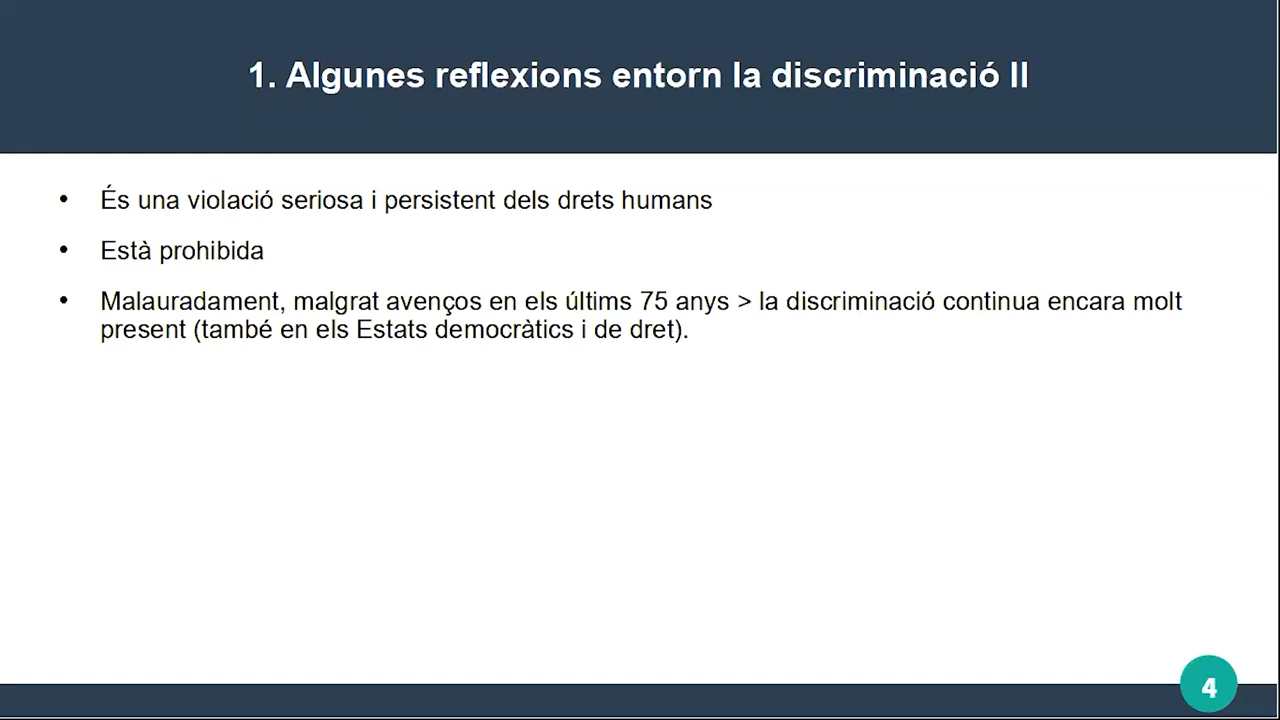 1. Algunes reflexions entorn la discriminació II
• És una violació seriosa i persistent dels drets humans
• Està prohibida
• Malauradament, malgrat avenços en els últims 75 anys > la discriminació continua encara molt
present (també en els Estats democràtics i de dret).
4